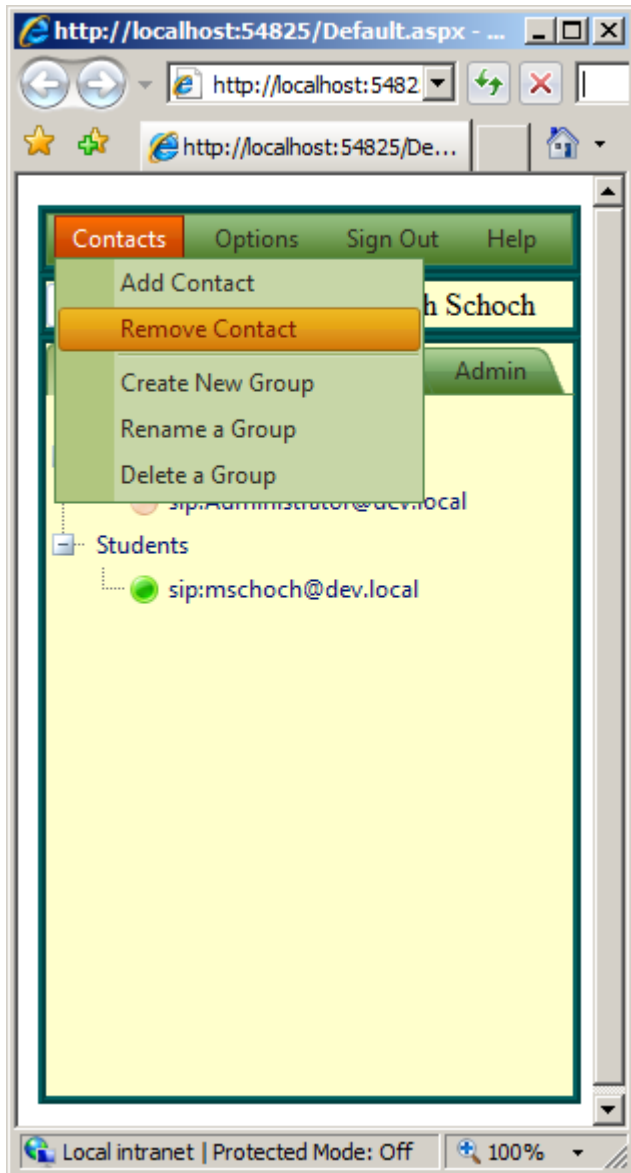 http://localhost:54825/Default.aspx - ...
http://localhost:5482
http://localhost:54825/De...
Contacts Options Sign Out Help
Add Contact
h Schoch
Remove Contact
Admin
Create New Group
Rename a Group
Delete a Group
sip:Administrator@dev.local
Students
sip:mschoch@dev.local
Local intranet | Protected Mode: Off 100%